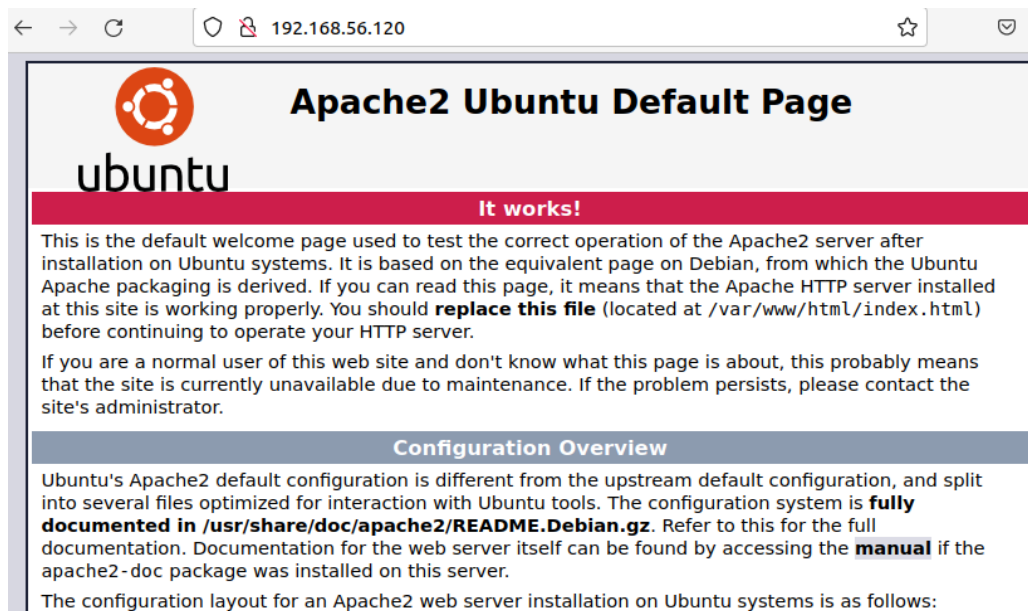 192.168.56.120
Apache2 Ubuntu Default Page
ubuntu
It works!
This is the default welcome page used to test the correct operation of the Apache2 server after
installation on Ubuntu systems. It is based on the equivalent page on Debian, from which the Ubuntu
Apache packaging is derived. If you can read this page, it means that the Apache HTTP server installed
at this site is working properly. You should replace this file (located at /var/www/html/index.html)
before continuing to operate your HTTP server.
If you are a normal user of this web site and don't know what this page is about, this probably means
that the site is currently unavailable due to maintenance. If the problem persists, please contact the
site's administrator.
Configuration Overview
Ubuntu's Apache2 default configuration is different from the upstream default configuration, and split
into several files optimized for interaction with Ubuntu tools. The configuration system is fully
documented in /usr/share/doc/apache2/README.Debian.gz. Refer to this for the full
documentation. Documentation for the web server itself can be found by accessing the manual if the
apache2-doc package was installed on this server.
The configuration layout for an Apache2 web server installation on Ubuntu systems is as follows: